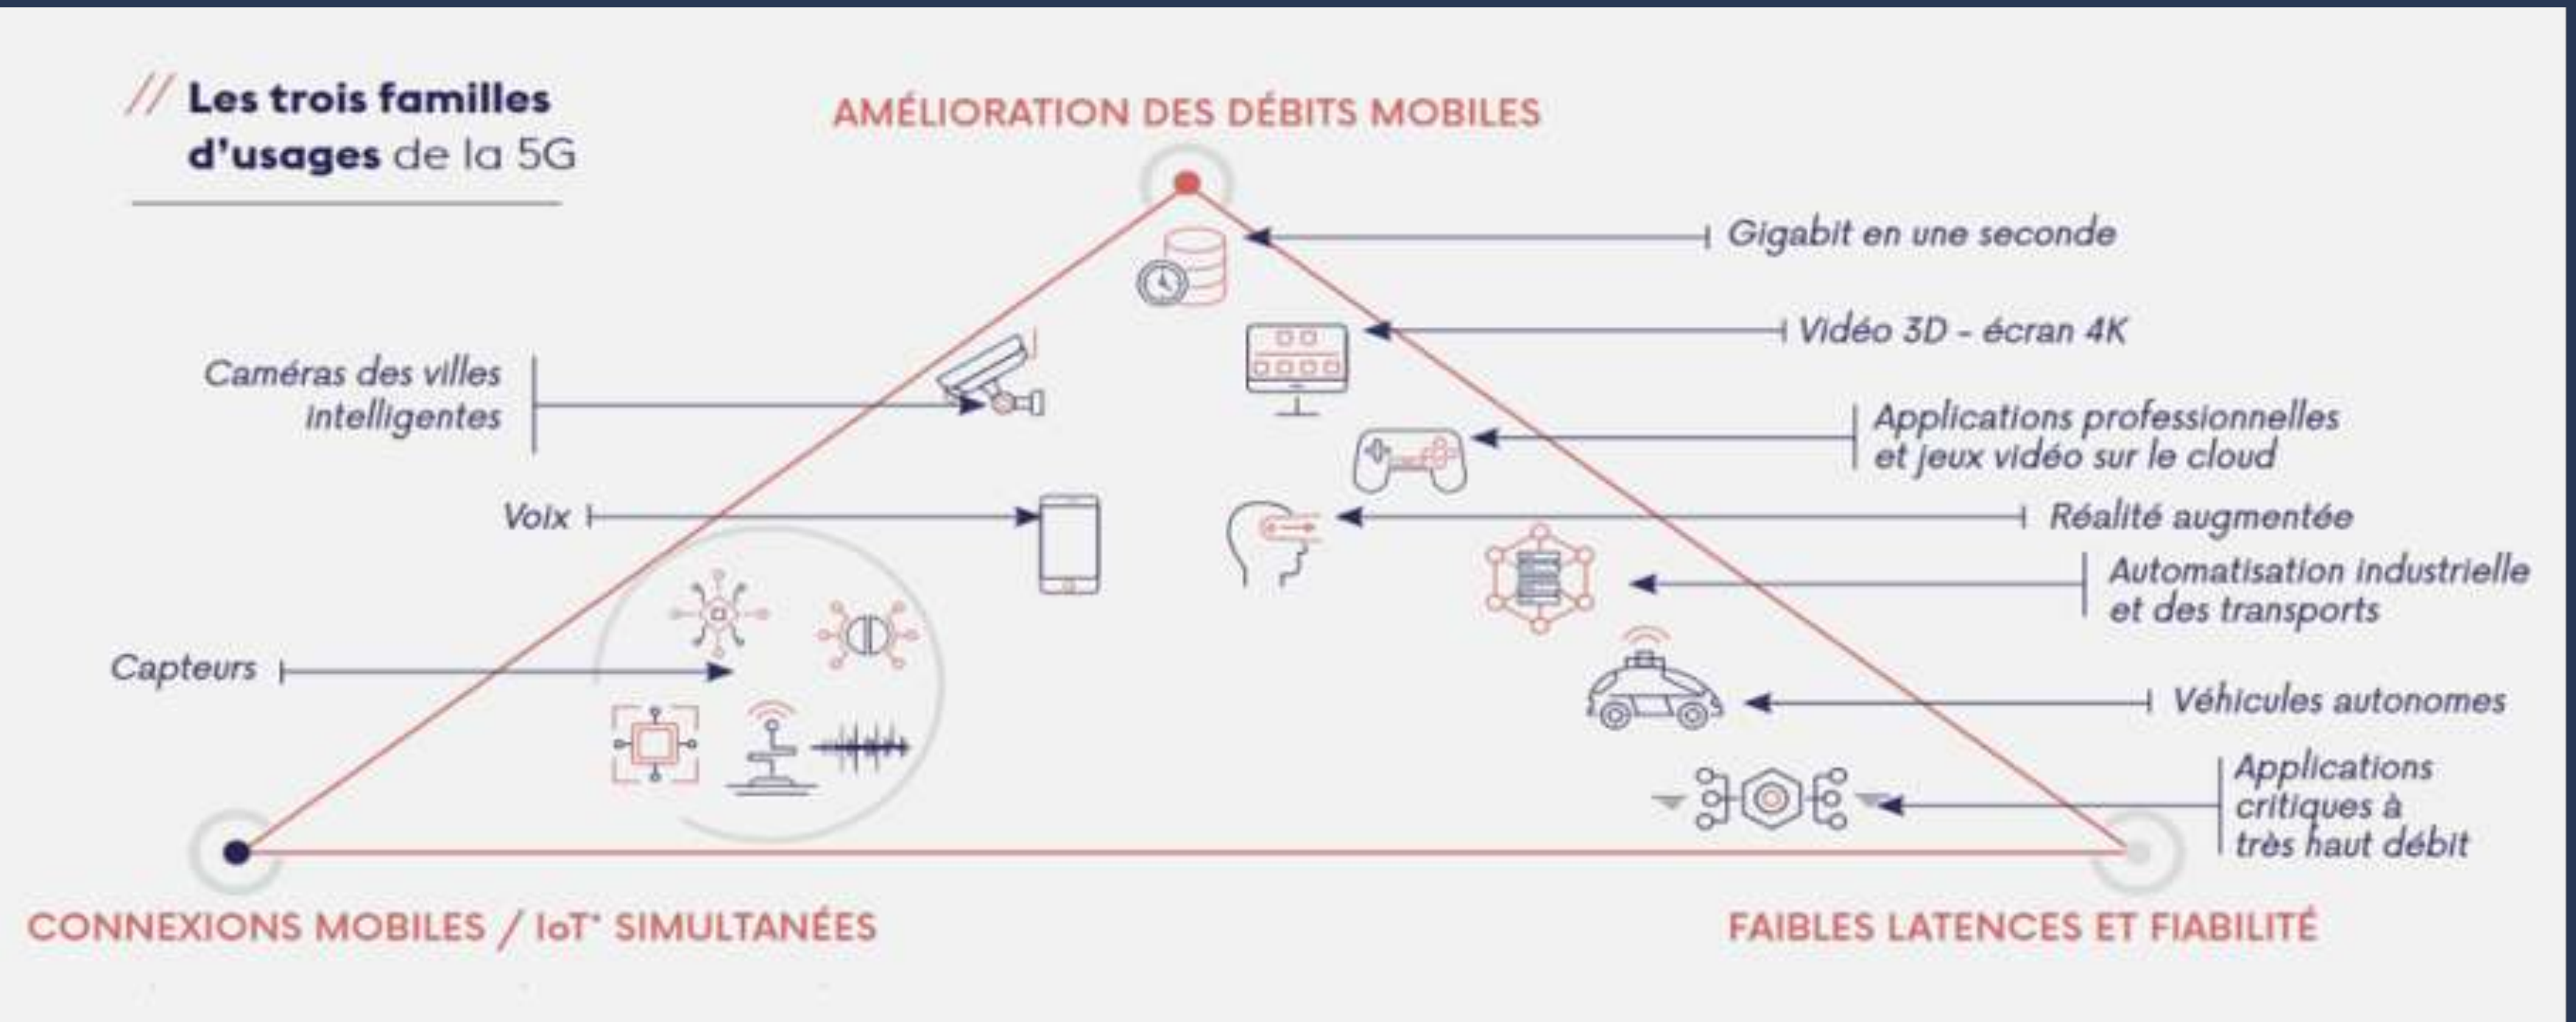 // Les trois familles
d'usages de la 5G
AMÉLIORATION DES DÉBITS MOBILES
Gigabit en une seconde
Vidéo 3D - écran 4K
Caméras des villes
intelligentes
Applications professionnelles
et jeux vidéo sur le cloud
Voix
Réalité augmentée
Automatisation industrielle
et des transports
Capteurs
Véhicules autonomes
Applications
critiques à
très haut débit
CONNEXIONS MOBILES / IoT* SIMULTANÉES
FAIBLES LATENCES ET FIABILITÉ